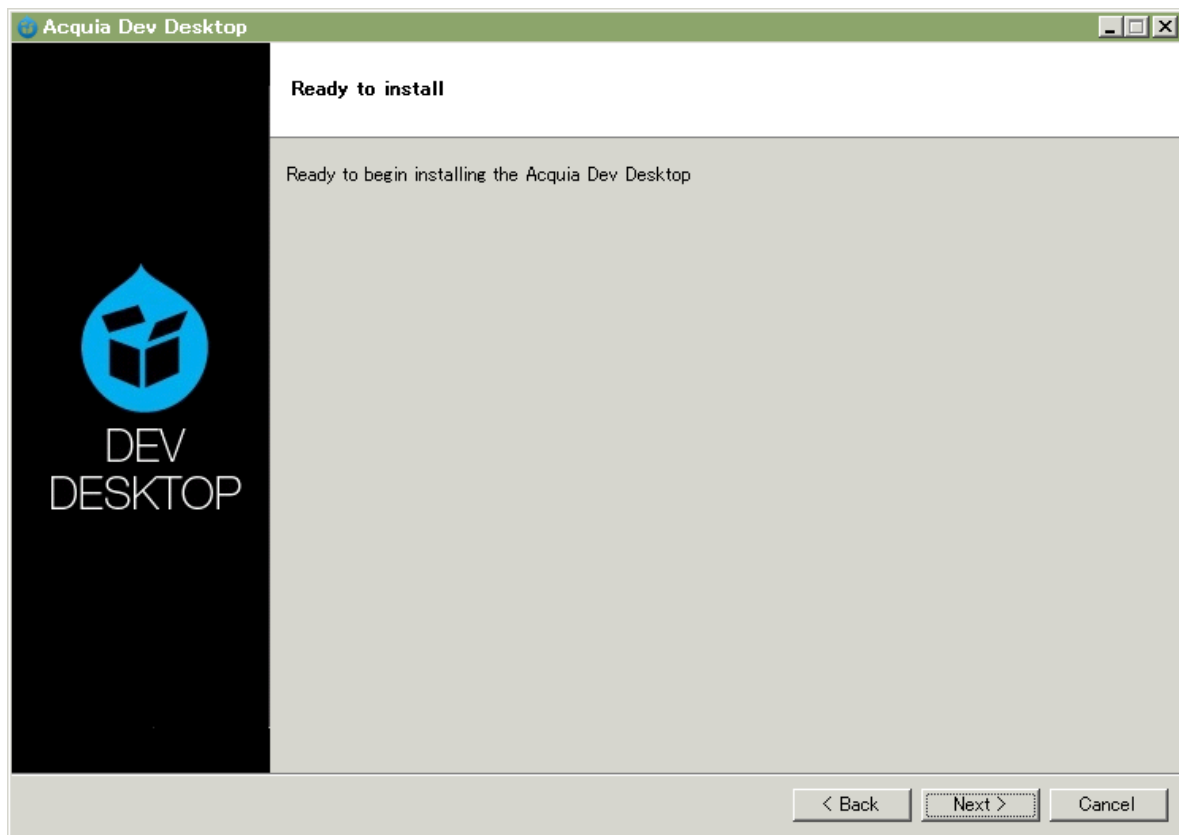 Acquia Dev Desktop
Ready to install
Ready to begin installing the Acquia Dev Desktop
DEV
DESKTOP
< Back
Next >
Cancel